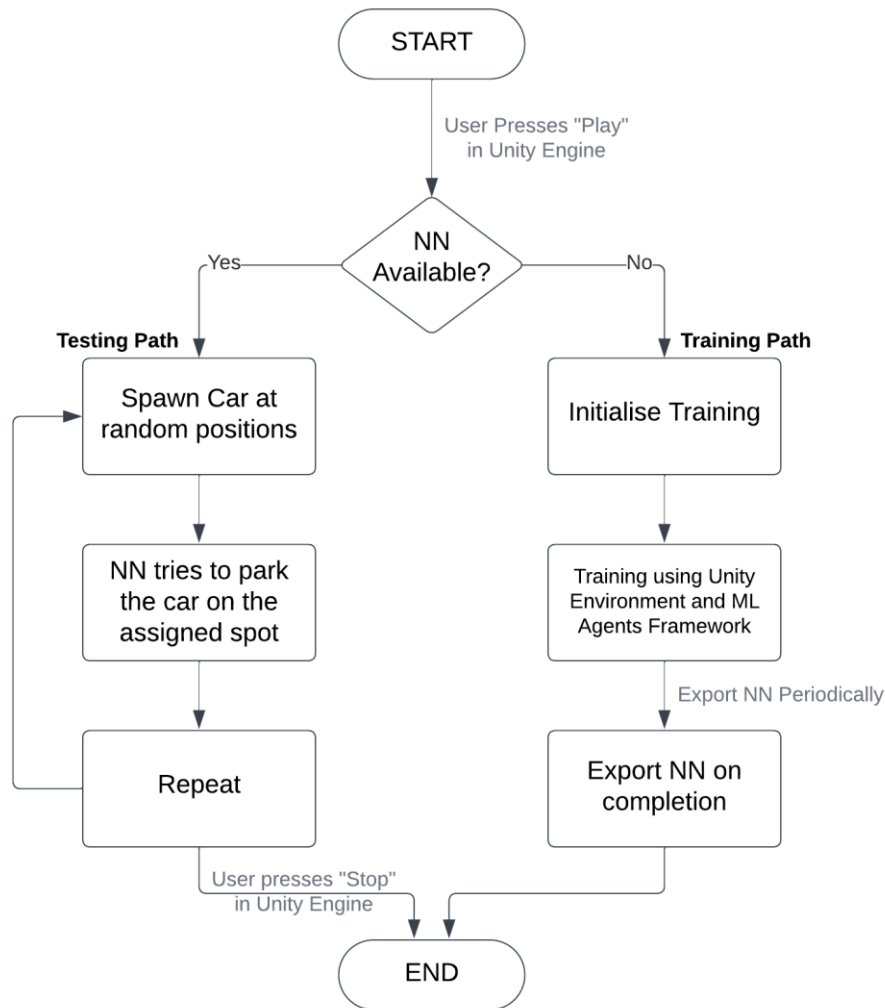 START
User Presses "Play"
in Unity Engine
NN
Available?
Yes
No
Testing Path
Training Path
Spawn Car at
random positions
Initialise Training
NN tries to park
the car on the
assigned spot
Training using Unity
Environment and ML
Agents Framework
Export NN Periodically
Repeat
Export NN on
completion
User presses "Stop"
in Unity Engine
END